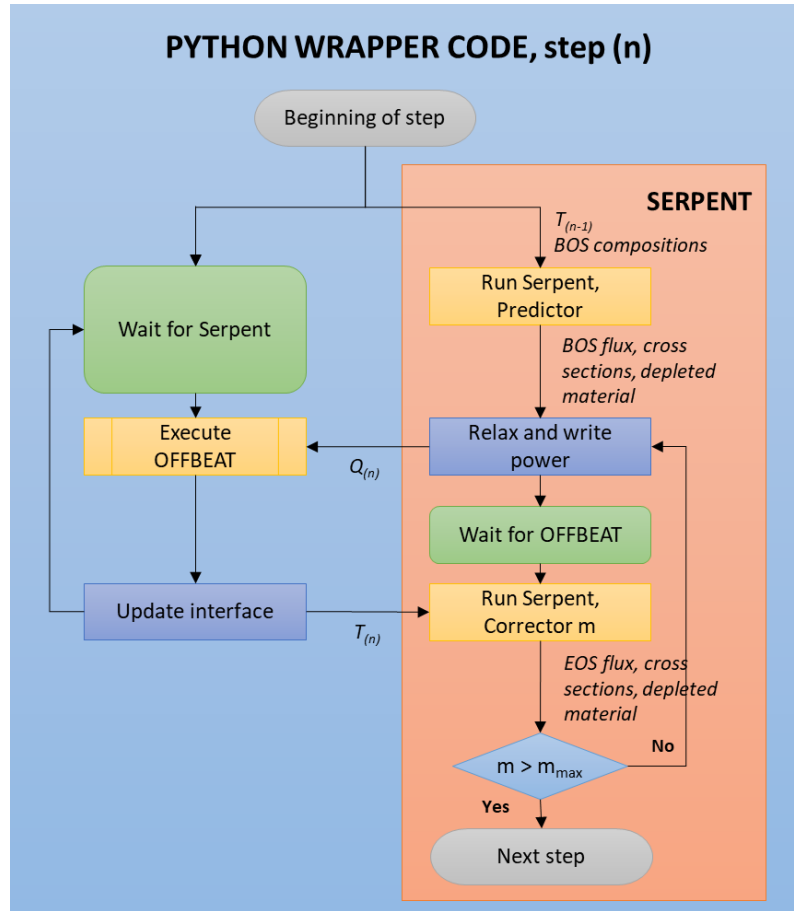 PYTHON WRAPPER CODE, step (n)
Beginning of step
SERPENT
T(n-1)
BOS compositions
Run Serpent,
Predictor
Wait for Serpent
BOS flux, cross
sections, depleted
material
Execute
OFFBEAT
Relax and write
power
Q(n)
Wait for OFFBEAT
Update interface
T(n)
Run Serpent,
Corrector m
EOS flux, cross
sections, depleted
material
m > mmax
No
Yes
Next step